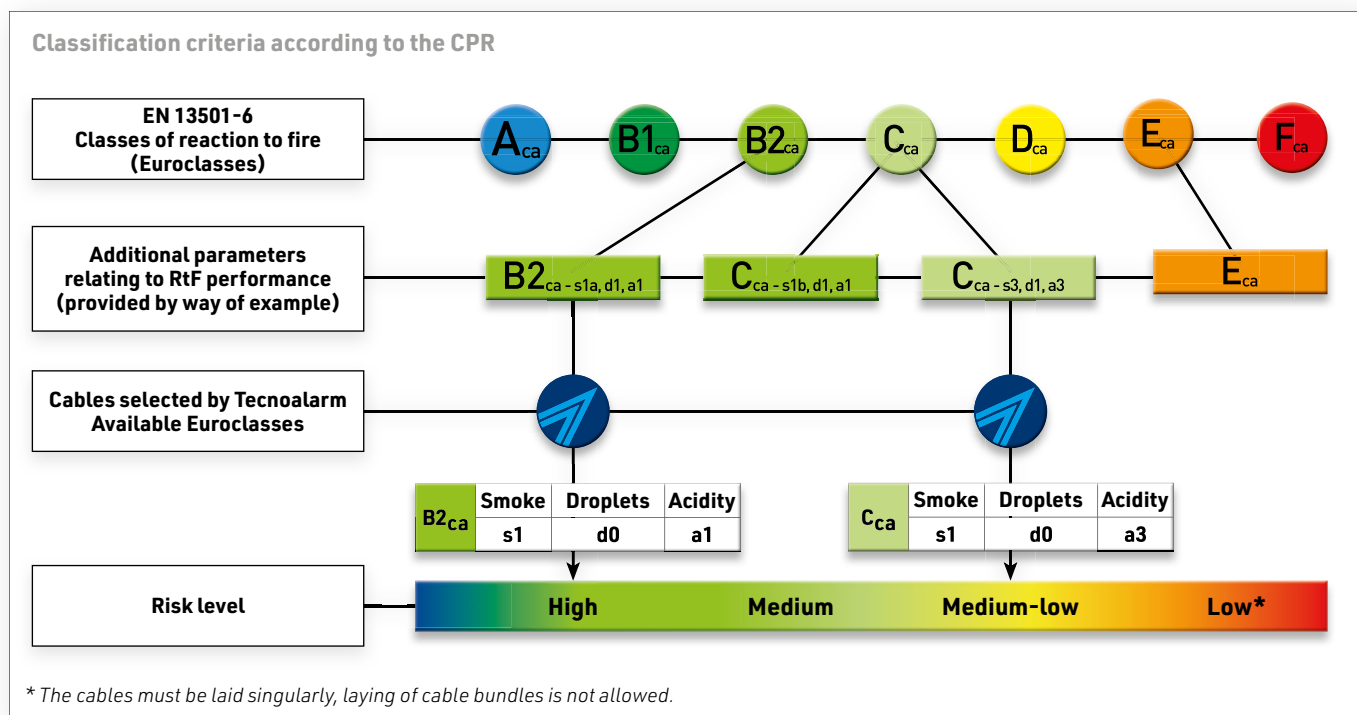 Classification criteria according to the CPR
EN 13501-6
Classes of reaction to fire
(Euroclasses)
Aca
B1ca
B2ca
Cca
Dca
Eca
Fca
Additional parameters
relating to RtF performance
(provided by way of example)
B2ca - s1a, d1, a1
Cca - s1b, d1, a1
Cca - s3, d1, a3
Eca
Cables selected by Tecnoalarm
Available Euroclasses
B2ca
Smoke Droplets Acidity
s1 d0 a1
Cca
Smoke Droplets Acidity
s1 d0 a3
Risk level
High Medium Medium-low Low*
* The cables must be laid singularly, laying of cable bundles is not allowed.